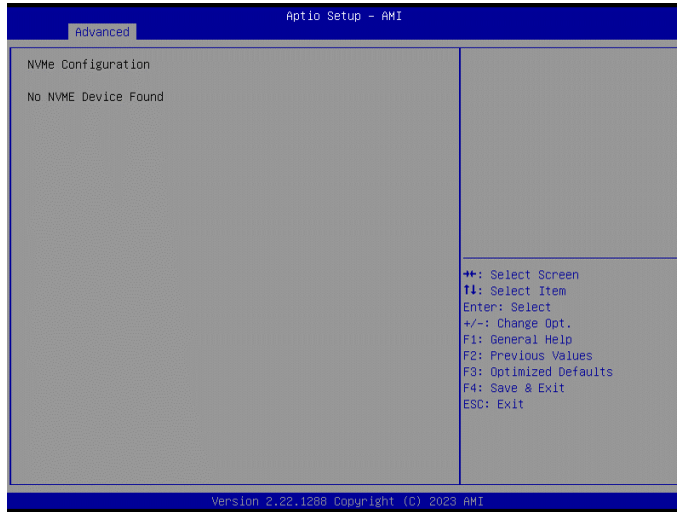 Aptio Setup – AMI
Advanced
NVMe Configuration
No NVME Device Found
→←: Select Screen
↑↓: Select Item
Enter: Select
+/-: Change Opt.
F1: General Help
F2: Previous Values
F3: Optimized Defaults
F4: Save & Exit
ESC: Exit
Version 2.22.1288 Copyright (C) 2023 AMI